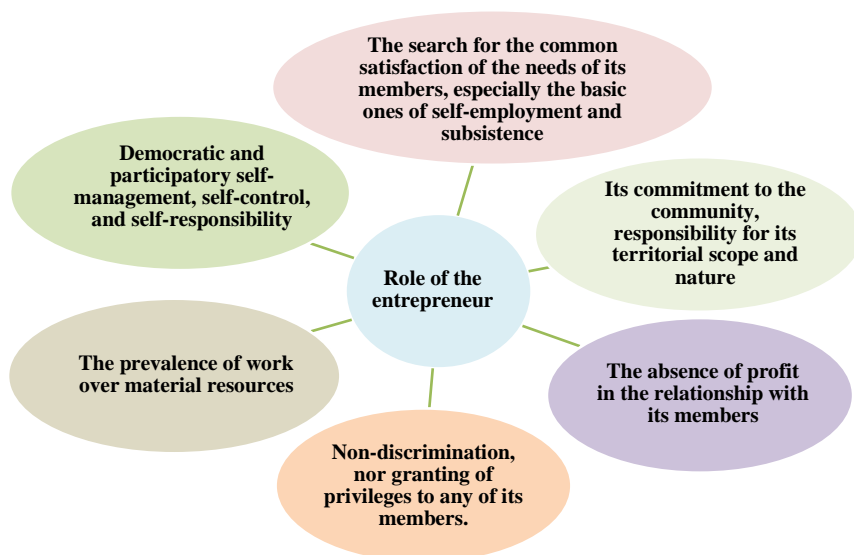 The search for the common
satisfaction of the needs of its
members, especially the basic
ones of self-employment and
subsistence
Democratic and
participatory self-
management, self-control,
and self-responsibility
Its commitment to the
community,
responsibility for its
territorial scope and
nature
Role of the
entrepreneur
The prevalence of work
over material resources
The absence of profit
in the relationship with
its members
Non-discrimination,
nor granting of
privileges to any of its
members.